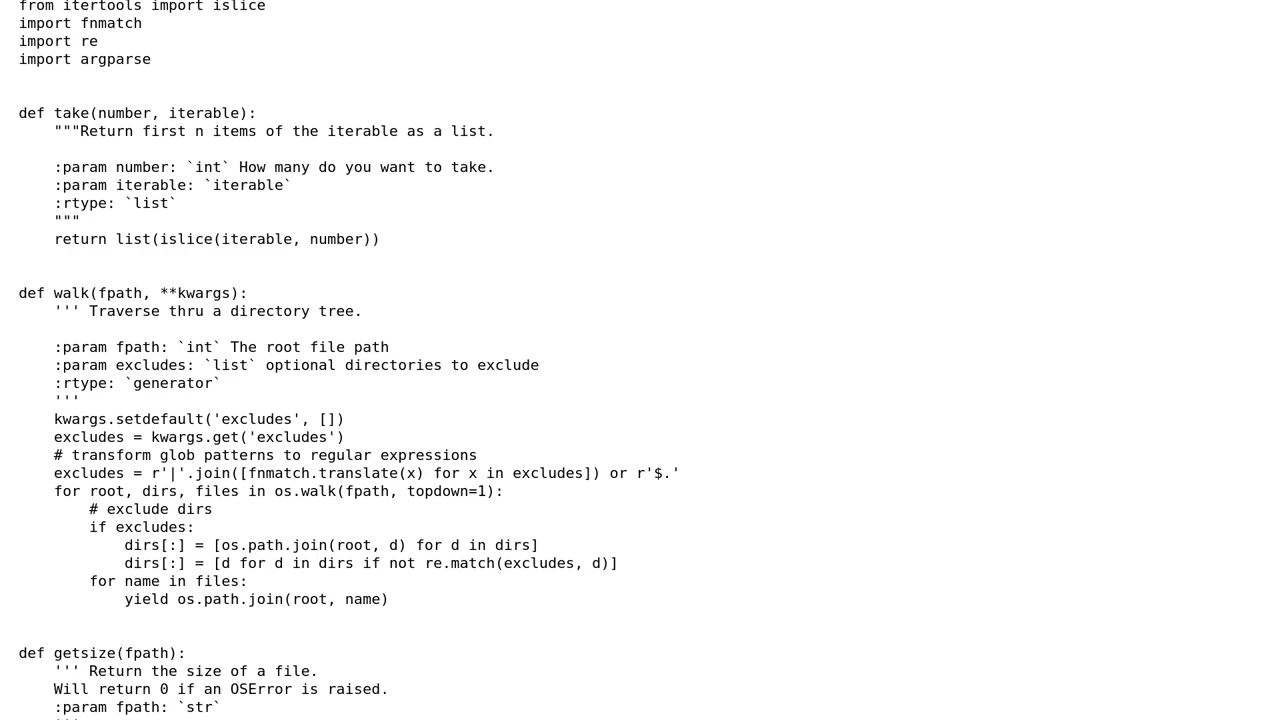 from itertools import islice
import fnmatch
import re
import argparse


def take(number, iterable):
    """Return first n items of the iterable as a list.

    :param number: `int` How many do you want to take.
    :param iterable: `iterable`
    :rtype: `list`
    """
    return list(islice(iterable, number))


def walk(fpath, **kwargs):
    ''' Traverse thru a directory tree.

    :param fpath: `int` The root file path
    :param excludes: `list` optional directories to exclude
    :rtype: `generator`
    '''
    kwargs.setdefault('excludes', [])
    excludes = kwargs.get('excludes')
    # transform glob patterns to regular expressions
    excludes = r'|'.join([fnmatch.translate(x) for x in excludes]) or r'$.'
    for root, dirs, files in os.walk(fpath, topdown=1):
        # exclude dirs
        if excludes:
            dirs[:] = [os.path.join(root, d) for d in dirs]
            dirs[:] = [d for d in dirs if not re.match(excludes, d)]
        for name in files:
            yield os.path.join(root, name)


def getsize(fpath):
    ''' Return the size of a file.
    Will return 0 if an OSError is raised.
    :param fpath: `str`
    '''